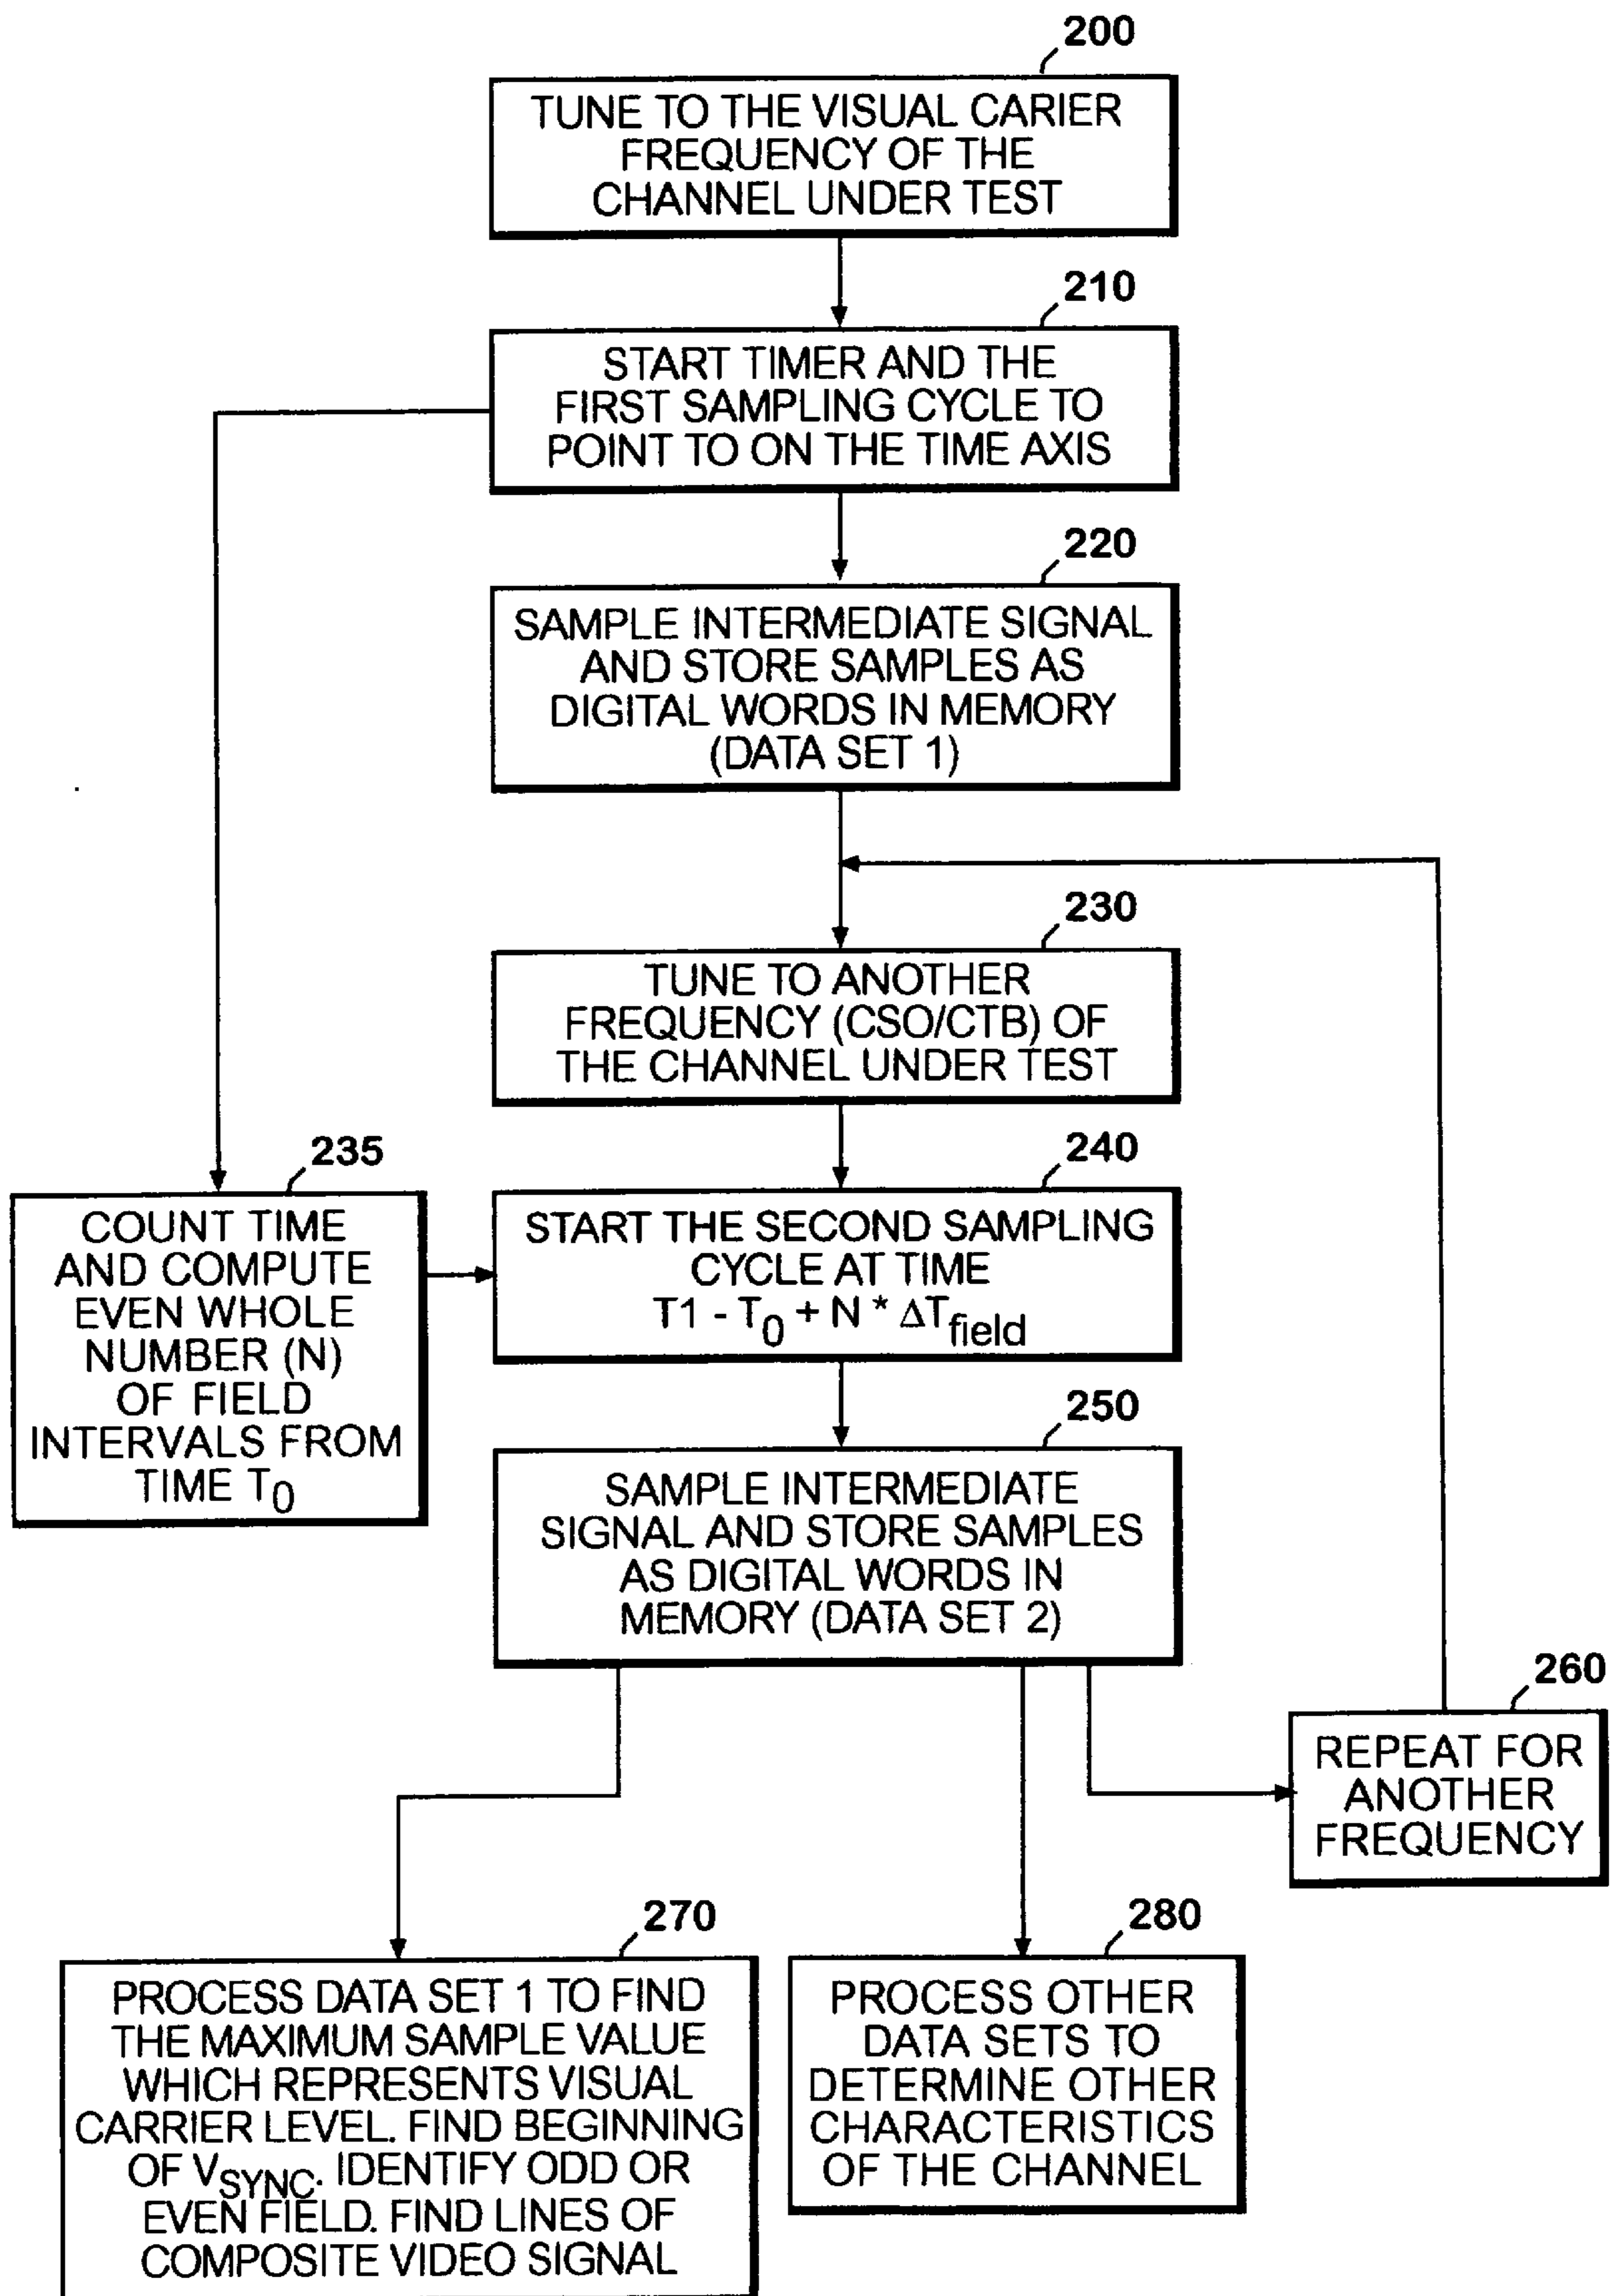 200
TUNE TO THE VISUAL CARIER
FREQUENCY OF THE
CHANNEL UNDER TEST
210
START TIMER AND THE
FIRST SAMPLING CYCLE TO
POINT TO ON THE TIME AXIS
220
SAMPLE INTERMEDIATE SIGNAL
AND STORE SAMPLES AS
DIGITAL WORDS IN MEMORY
(DATA SET 1)
230
TUNE TO ANOTHER
FREQUENCY (CSO/CTB) OF
THE CHANNEL UNDER TEST
235
COUNT TIME
AND COMPUTE
EVEN WHOLE
NUMBER (N)
OF FIELD
INTERVALS FROM
TIME T0
240
START THE SECOND SAMPLING
CYCLE AT TIME
T1 - T0 + N * ΔTfield
250
SAMPLE INTERMEDIATE
SIGNAL AND STORE SAMPLES
AS DIGITAL WORDS IN
MEMORY (DATA SET 2)
260
REPEAT FOR
ANOTHER
FREQUENCY
270
PROCESS DATA SET 1 TO FIND
THE MAXIMUM SAMPLE VALUE
WHICH REPRESENTS VISUAL
CARRIER LEVEL. FIND BEGINNING
OF VSYNC. IDENTIFY ODD OR
EVEN FIELD. FIND LINES OF
COMPOSITE VIDEO SIGNAL
280
PROCESS OTHER
DATA SETS TO
DETERMINE OTHER
CHARACTERISTICS
OF THE CHANNEL